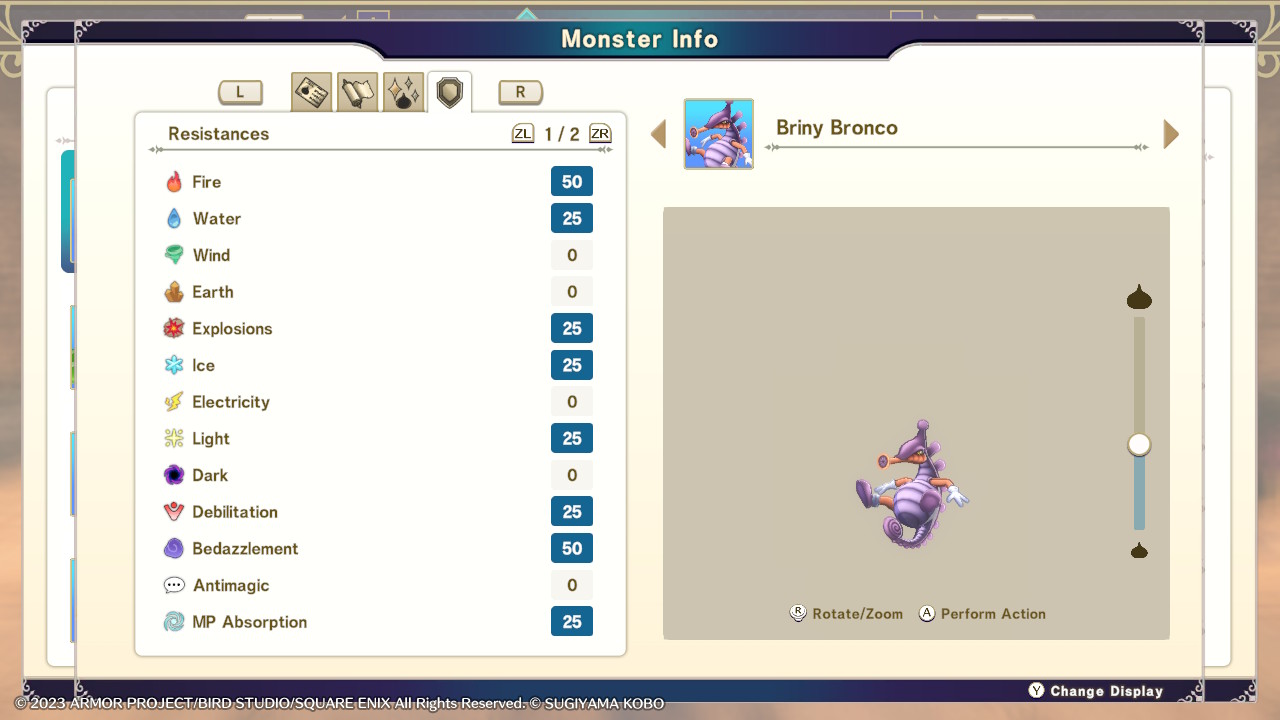 Monster Info
L
R
Resistances
ZL 1 / 2 ZR
Fire 50
Water 25
Wind 0
Earth 0
Explosions 25
Ice 25
Electricity 0
Light 25
Dark 0
Debilitation 25
Bedazzlement 50
Antimagic 0
MP Absorption 25
Briny Bronco
R Rotate/Zoom A Perform Action
Y Change Display
© 2023 ARMOR PROJECT/BIRD STUDIO/SQUARE ENIX All Rights Reserved. © SUGIYAMA KOBO